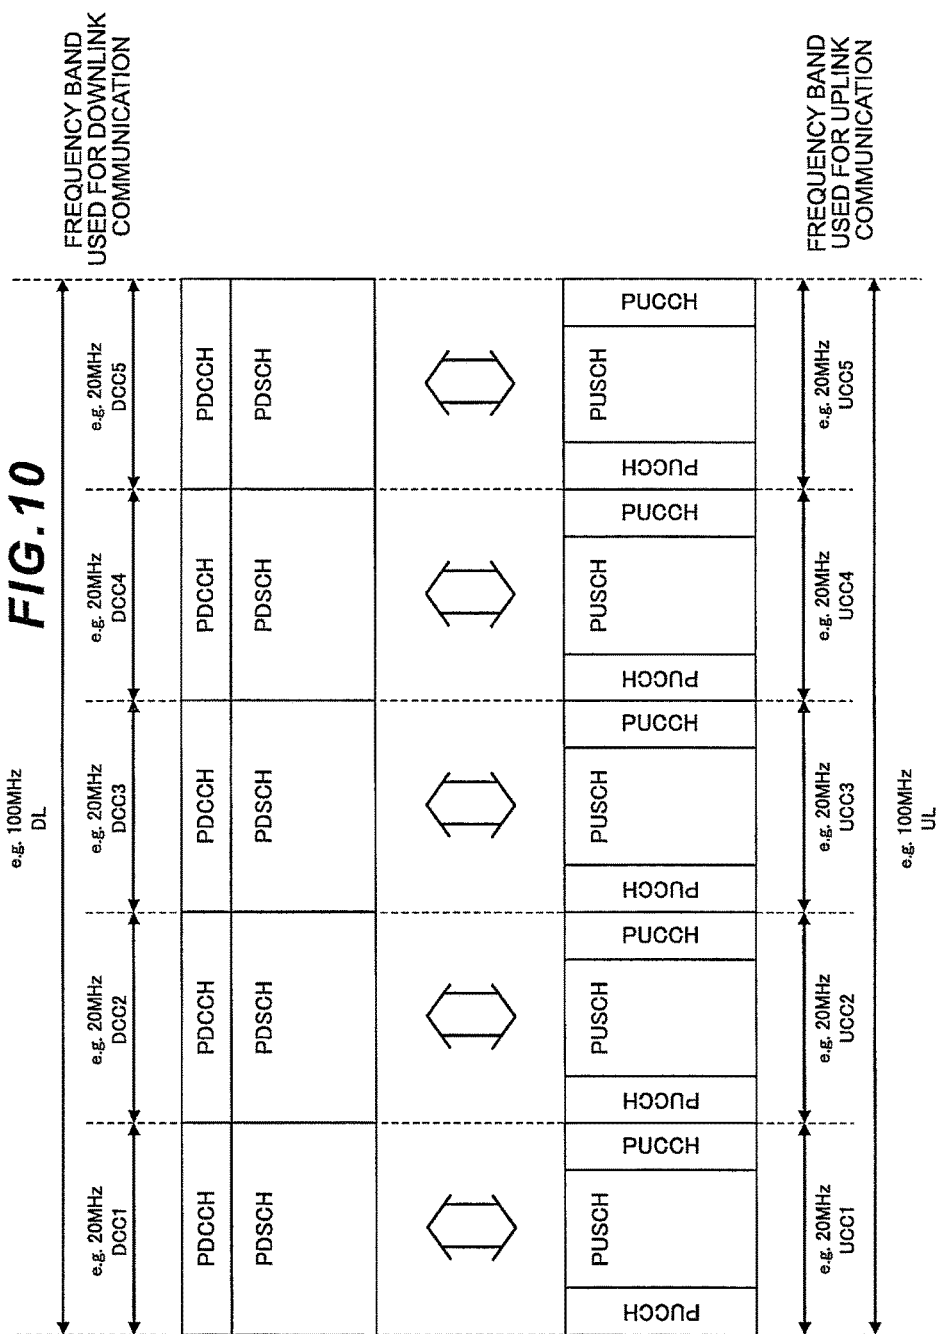 FIG.10
e.g. 100MHz
DL
FREQUENCY BAND
USED FOR DOWNLINK
COMMUNICATION
e.g. 20MHz
DCC1
e.g. 20MHz
DCC2
e.g. 20MHz
DCC3
e.g. 20MHz
DCC4
e.g. 20MHz
DCC5
PDCCH
PDCCH
PDCCH
PDCCH
PDCCH
PDSCH
PDSCH
PDSCH
PDSCH
PDSCH
PUCCH
PUSCH
PUCCH
PUCCH
PUSCH
PUCCH
PUCCH
PUSCH
PUCCH
PUCCH
PUSCH
PUCCH
PUCCH
PUSCH
PUCCH
e.g. 20MHz
UCC1
e.g. 20MHz
UCC2
e.g. 20MHz
UCC3
e.g. 20MHz
UCC4
e.g. 20MHz
UCC5
FREQUENCY BAND
USED FOR UPLINK
COMMUNICATION
e.g. 100MHz
UL